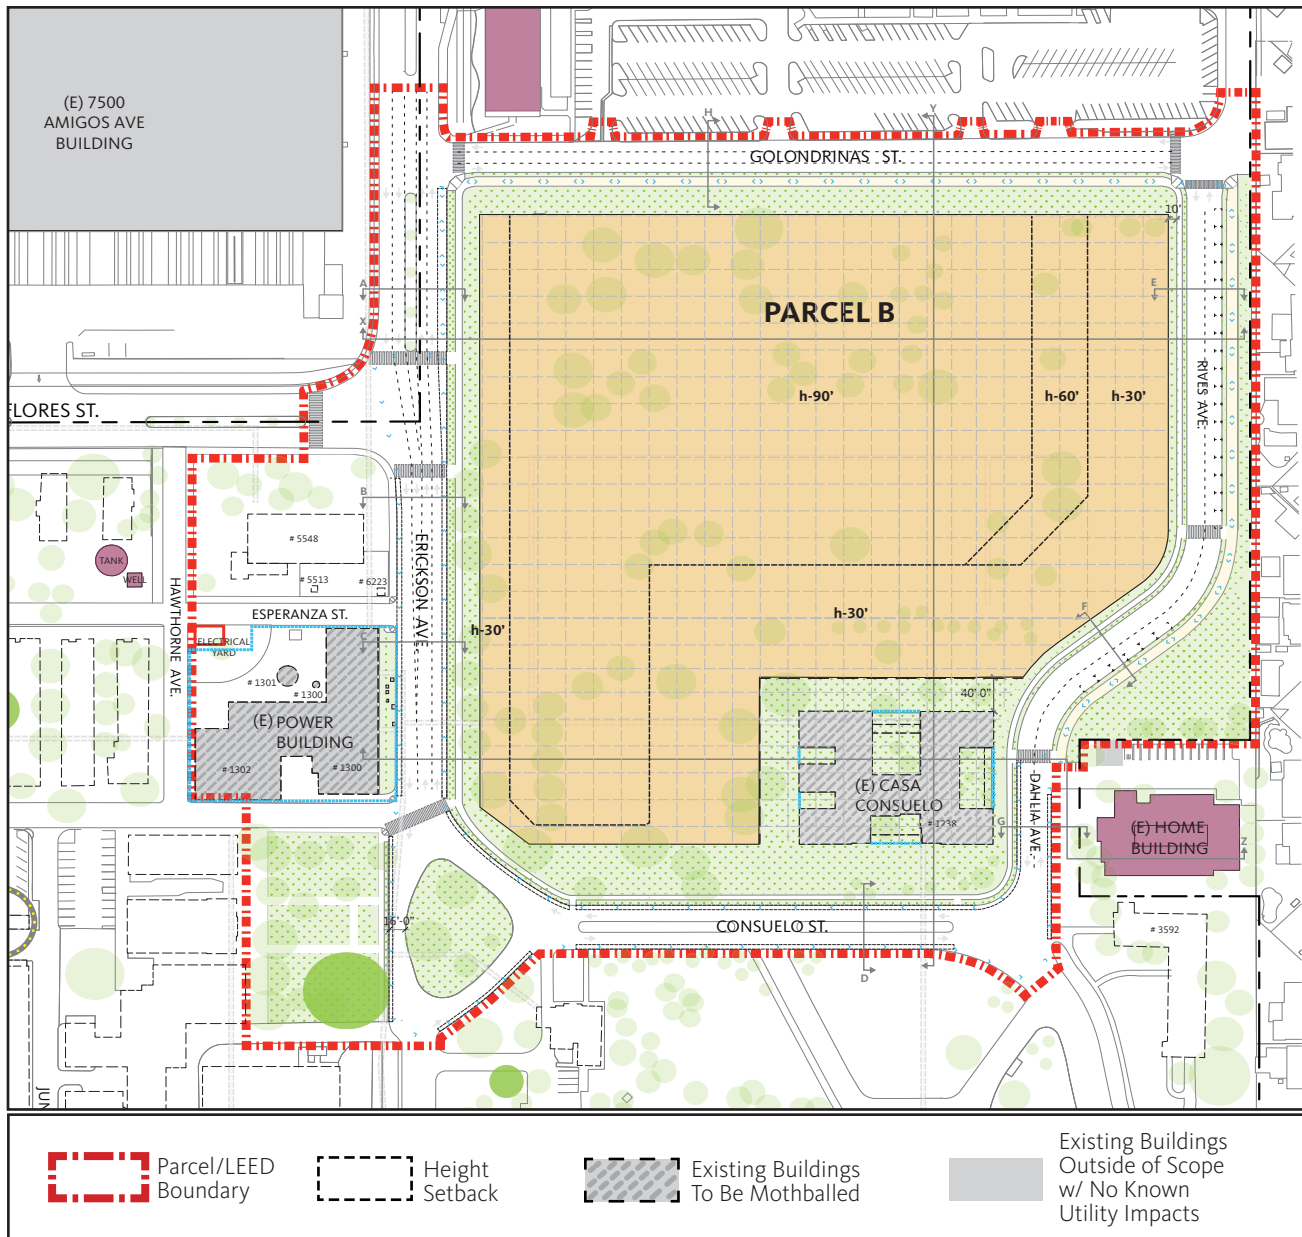 (E) 7500
AMIGOS AVE
BUILDING
H
Y
GOLONDRINAS ST.
10'
A
X
E
PARCEL B
h-90'
h-60'
h-30'
RIVES AVE.
FLORES ST.
B
# 5548
TANK
WELL
# 5513
# 6223
HAWTHORNE AVE.
ERICKSON AVE.
ESPERANZA ST.
ELECTRICAL
YARD
C
h-30'
h-30'
F
# 1301
# 1300
40'-0"
(E) POWER
BUILDING
# 1302
# 1300
(E) CASA
CONSUELO
# 1238
DAHLIA AVE.
G
(E) HOME
BUILDING
Z
16'-0"
CONSUELO ST.
# 3592
D
JUN
Parcel/LEED
Boundary
Height
Setback
Existing Buildings
To Be Mothballed
Existing Buildings
Outside of Scope
w/ No Known
Utility Impacts